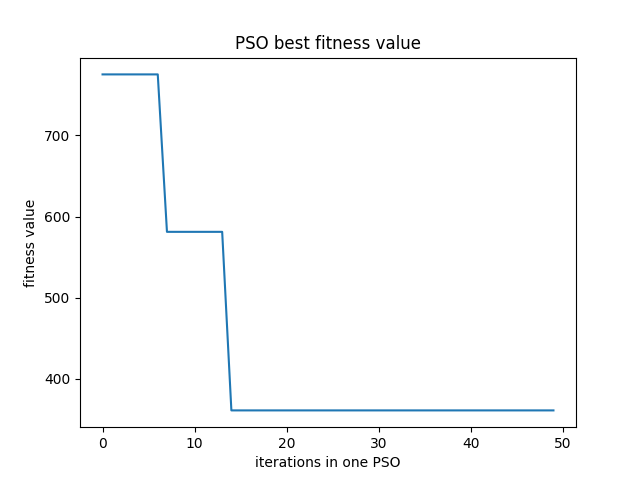 PSO best fitness value
fitness value
700
600
500
400
0 10 20 30 40 50
iterations in one PSO